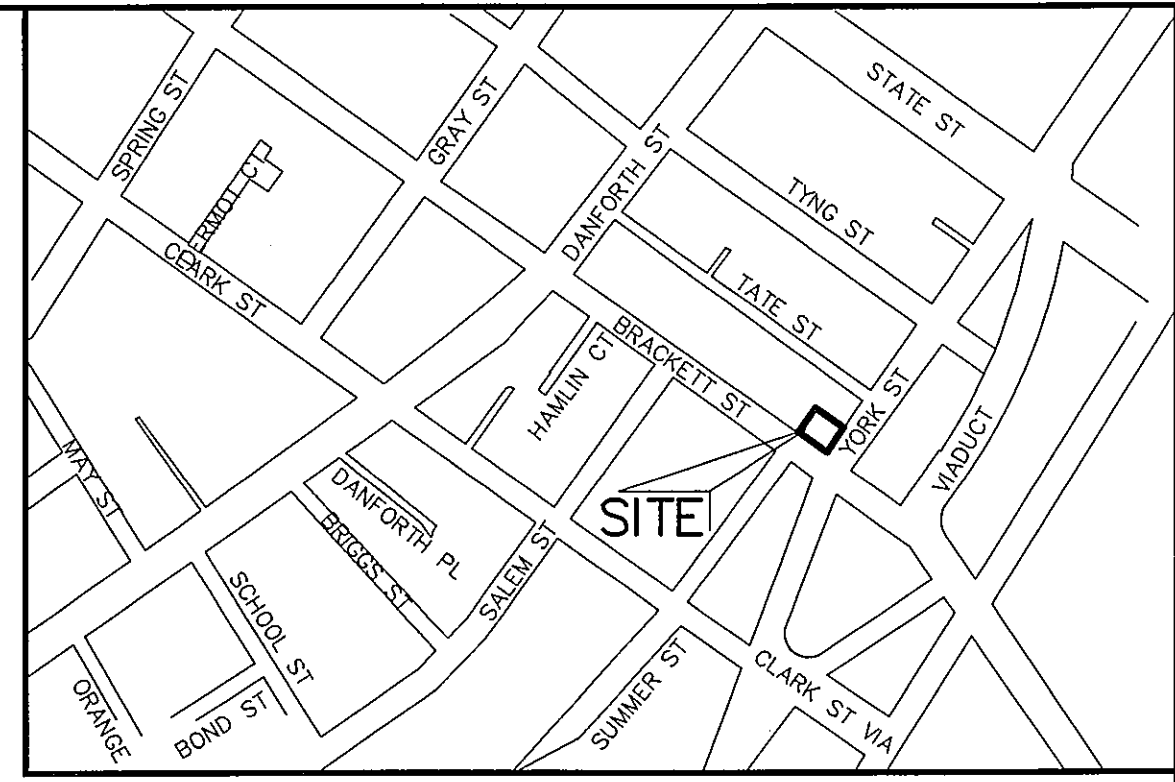 STATE ST
SPRING ST
GRAY ST
DANFORTH ST
DERMOT CT
TYNG ST
CLARK ST
TATE ST
BRACKETT ST
HAMLIN CT
YORK ST
VIADUCT
MAY ST
SITE
DANFORTH PL
BRIGGS ST
SALEM ST
SCHOOL ST
CLARK ST VIA
SUMMER ST
ORANGE
BOND ST